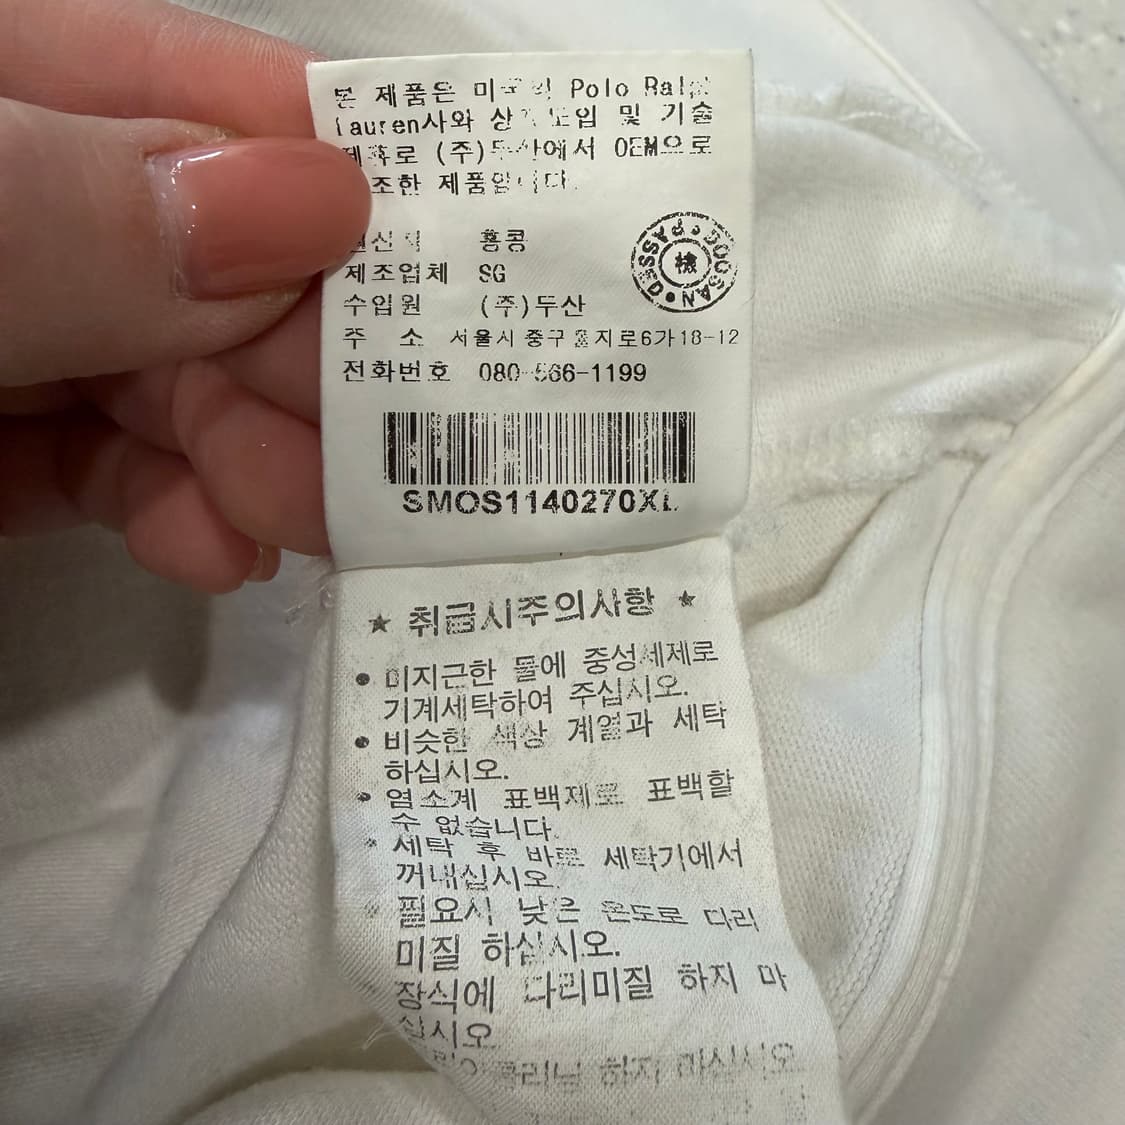 본 제품은 미국의 Polo Ralph
Lauren사와 상표도입 및 기술
제휴로 (주)두산에서 OEM으로
제조한 제품입니다.
원산지 홍콩
제조업체 SG
수입원 (주)두산
주 소 서울시 중구 을지로6가18-12
전화번호 080-566-1199
DOOSAN PASSED
檢
SMOS1140270XL
★ 취급시주의사항 ★
● 미지근한 물에 중성세제로
기계세탁하여 주십시오.
● 비슷한 색상 계열과 세탁
하십시오.
● 염소계 표백제로 표백할
수 없습니다.
● 세탁 후 바로 세탁기에서
꺼내십시오.
● 필요시 낮은 온도로 다리
미질 하십시오.
장식에 다리미질 하지 마
십시오
하지 마십시오